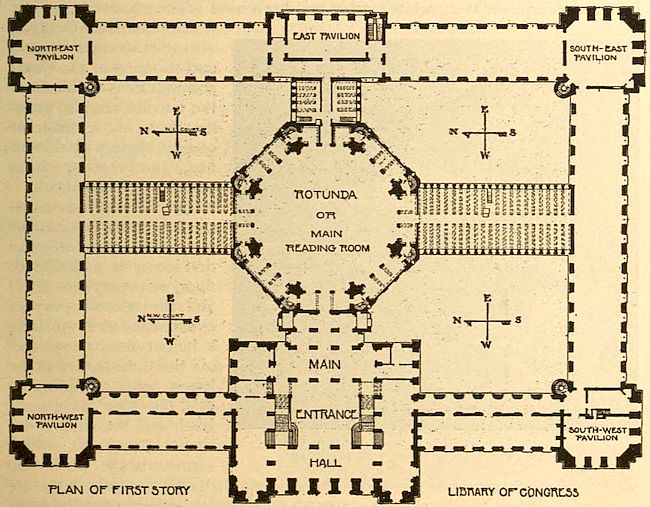 NORTH-EAST
PAVILION
EAST PAVILION
SOUTH-EAST
PAVILION
E
N N.E. COURT S
W
E
N S
W
ROTUNDA
OR
MAIN
READING ROOM
E
N N.W. COURT S
W
E
N S
W
MAIN
ENTRANCE
HALL
NORTH-WEST
PAVILION
SOUTH-WEST
PAVILION
PLAN OF FIRST STORY
LIBRARY OF CONGRESS